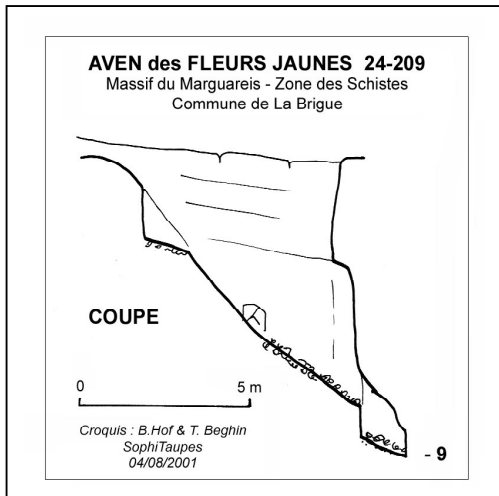 AVEN des FLEURS JAUNES 24-209
Massif du Marguareis - Zone des Schistes
Commune de La Brigue
COUPE
0 5 m
Croquis : B.Hof & T. Beghin
SophiTaupes
04/08/2001
- 9